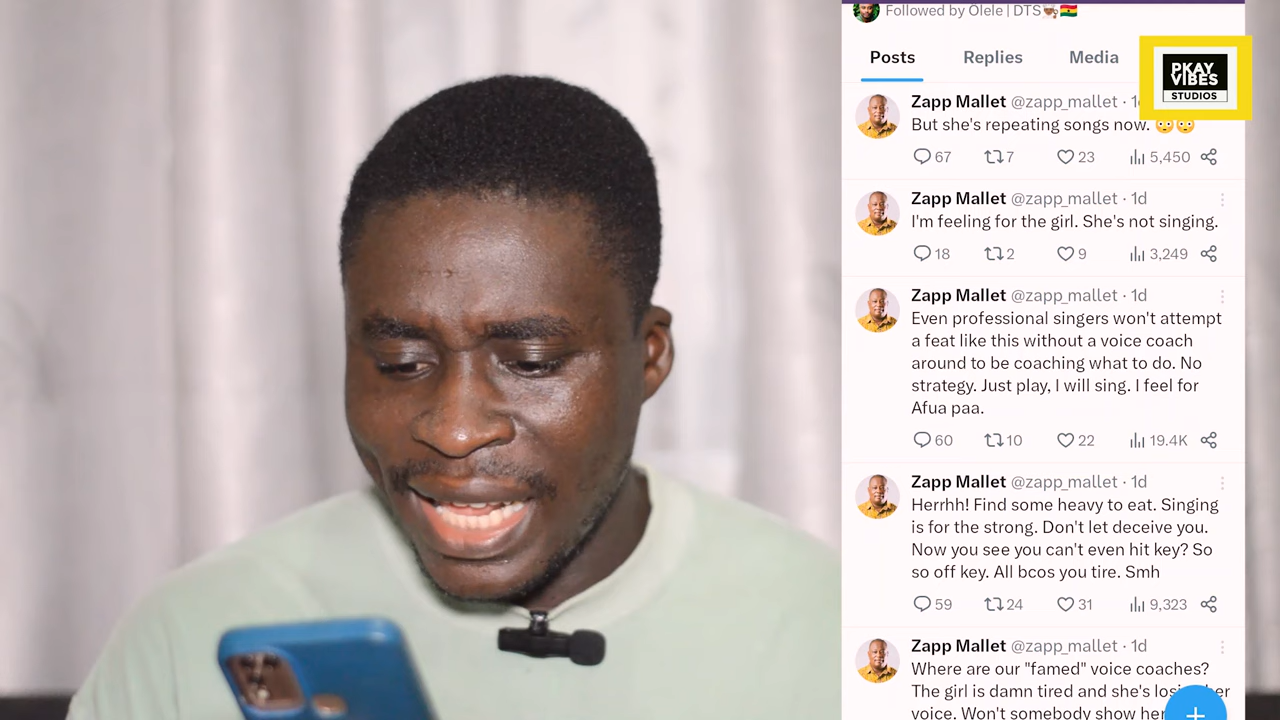 Followed by Olele | DTS
Posts
Replies
Media
PKAY
VIBES
STUDIOS
Zapp Mallet @zapp_mallet
But she's repeating songs now. 😳😳
67 7 23 5,450
Zapp Mallet @zapp_mallet · 1d
I'm feeling for the girl. She's not singing.
18 2 9 3,249
Zapp Mallet @zapp_mallet · 1d
Even professional singers won't attempt
a feat like this without a voice coach
around to be coaching what to do. No
strategy. Just play, I will sing. I feel for
Afua paa.
60 10 22 19.4K
Zapp Mallet @zapp_mallet · 1d
Herrhh! Find some heavy to eat. Singing
is for the strong. Don't let deceive you.
Now you see you can't even hit key? So
so off key. All bcos you tire. Smh
59 24 31 9,323
Zapp Mallet @zapp_mallet · 1d
Where are our "famed" voice coaches?
The girl is damn tired and she's
voice. Won't somebody show